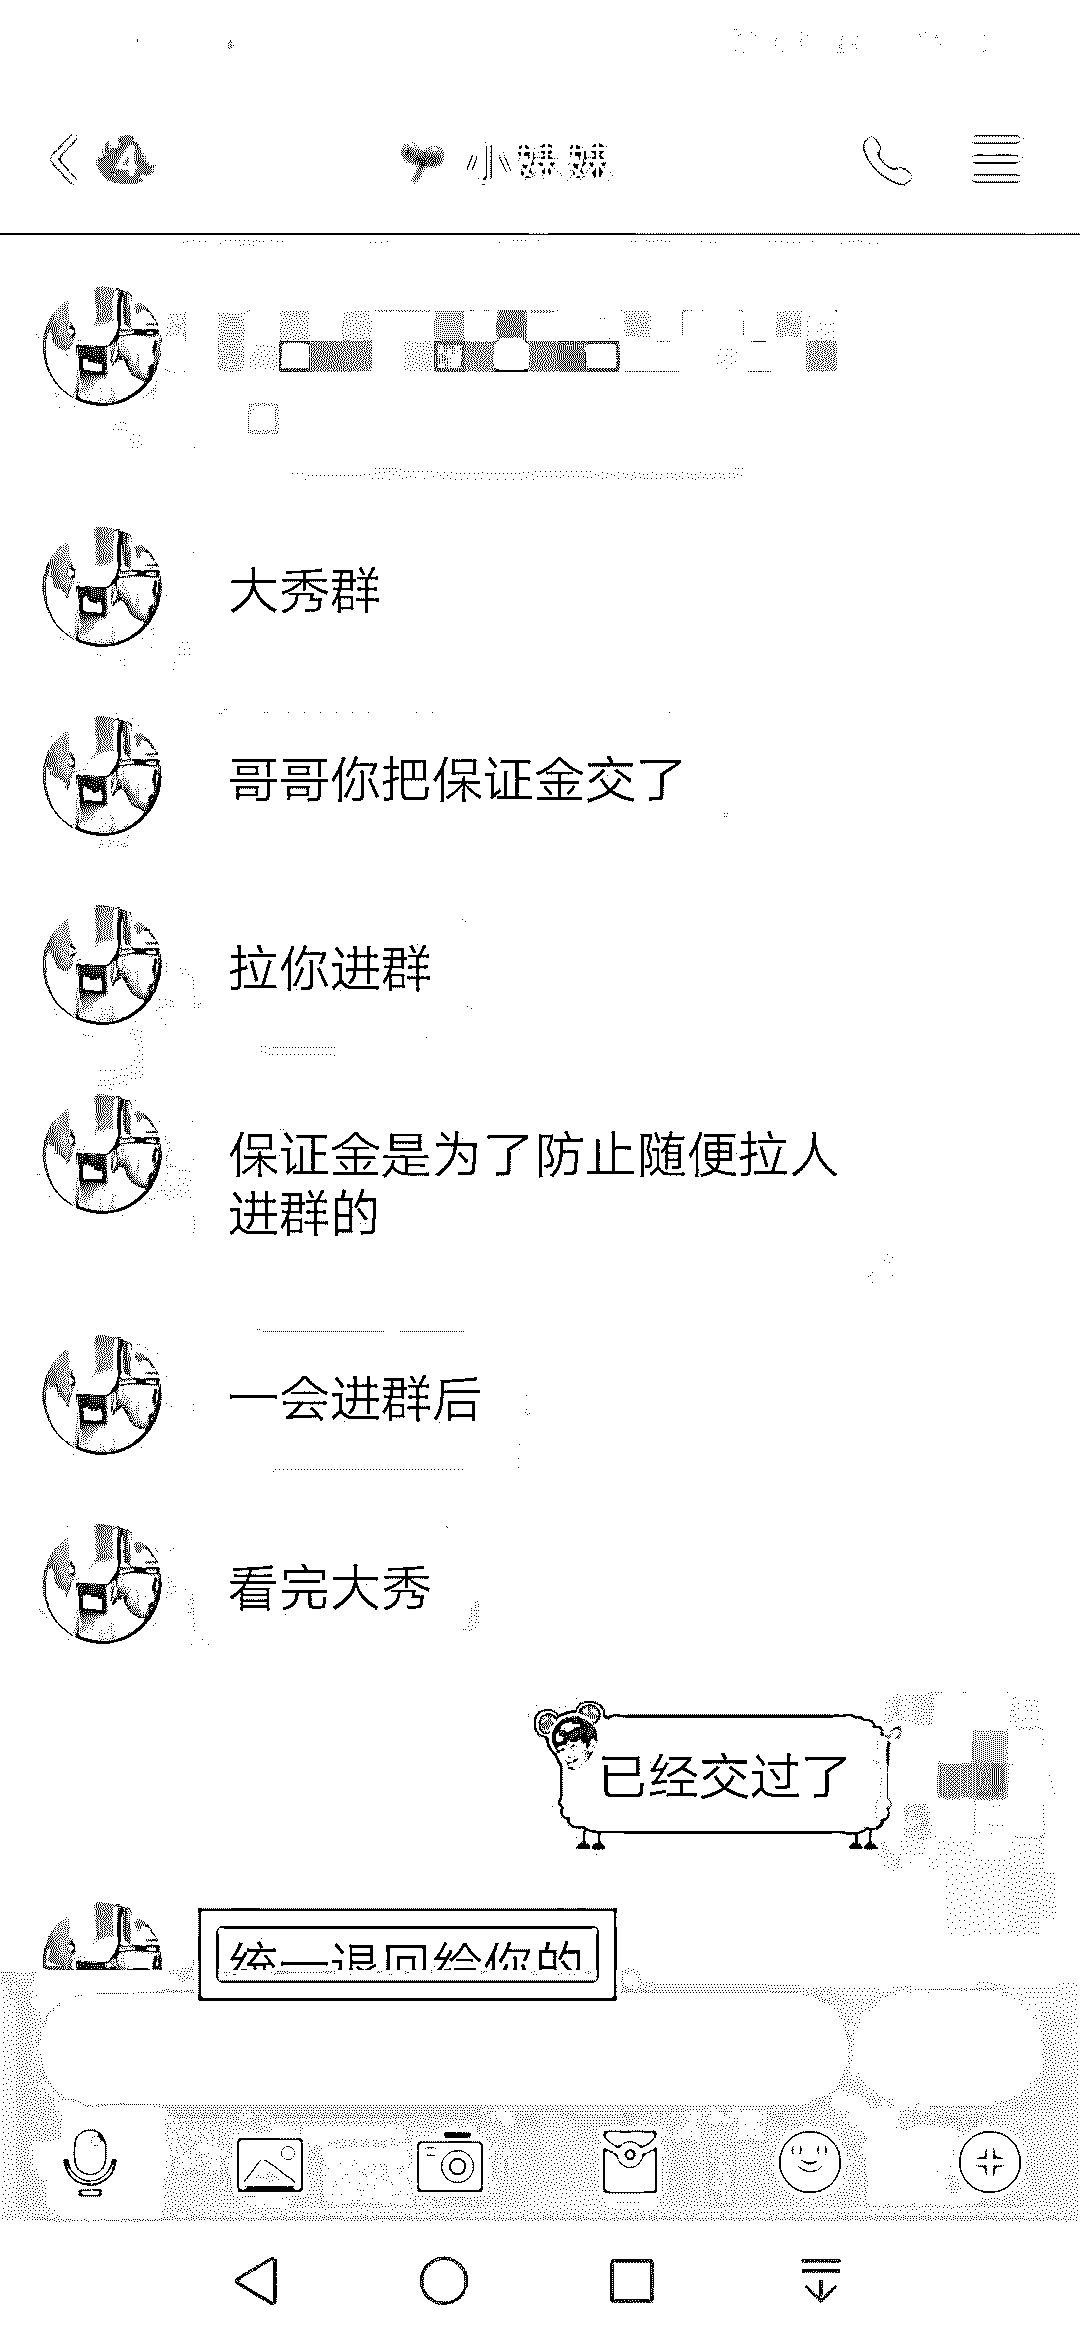 4
小妹妹
大秀群
哥哥你把保证金交了
拉你进群
保证金是为了防止随便拉人
进群的
一会进群后
看完大秀
已经交过了
统一退回给你的